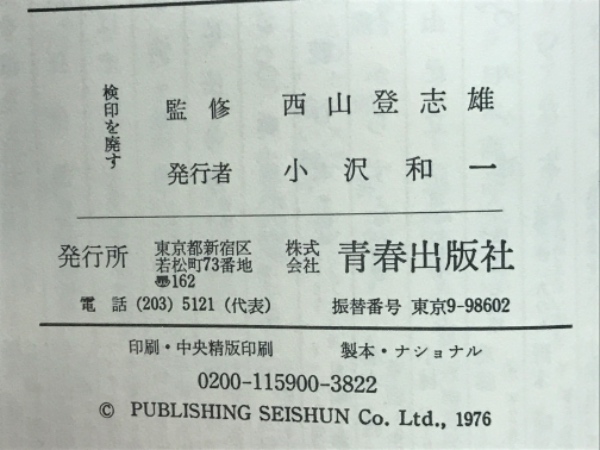 検印を廃す
監修 西山登志雄
発行者 小沢和一
発行所 東京都新宿区若松町73番地 〠162 株式会社 青春出版社
電話 (203) 5121 (代表) 振替番号 東京9-98602
印刷・中央精版印刷 製本・ナショナル
0200-115900-3822
© PUBLISHING SEISHUN Co. Ltd., 1976